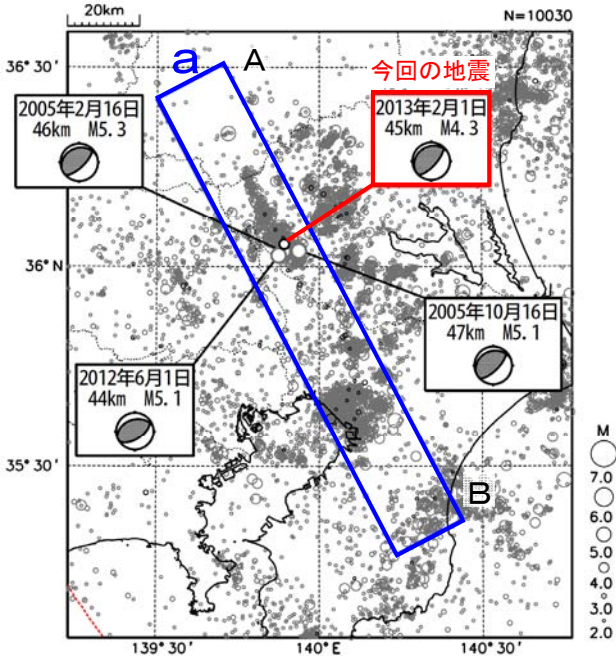 20km
N=10030
36°30'
a
A
今回の地震
2005年2月16日
46km M5.3
2013年2月1日
45km M4.3
36°N
2005年10月16日
47km M5.1
2012年6月1日
44km M5.1
35°30'
B
M
7.0
6.0
5.0
4.0
3.0
2.0
139°30'
140°E
140°30'